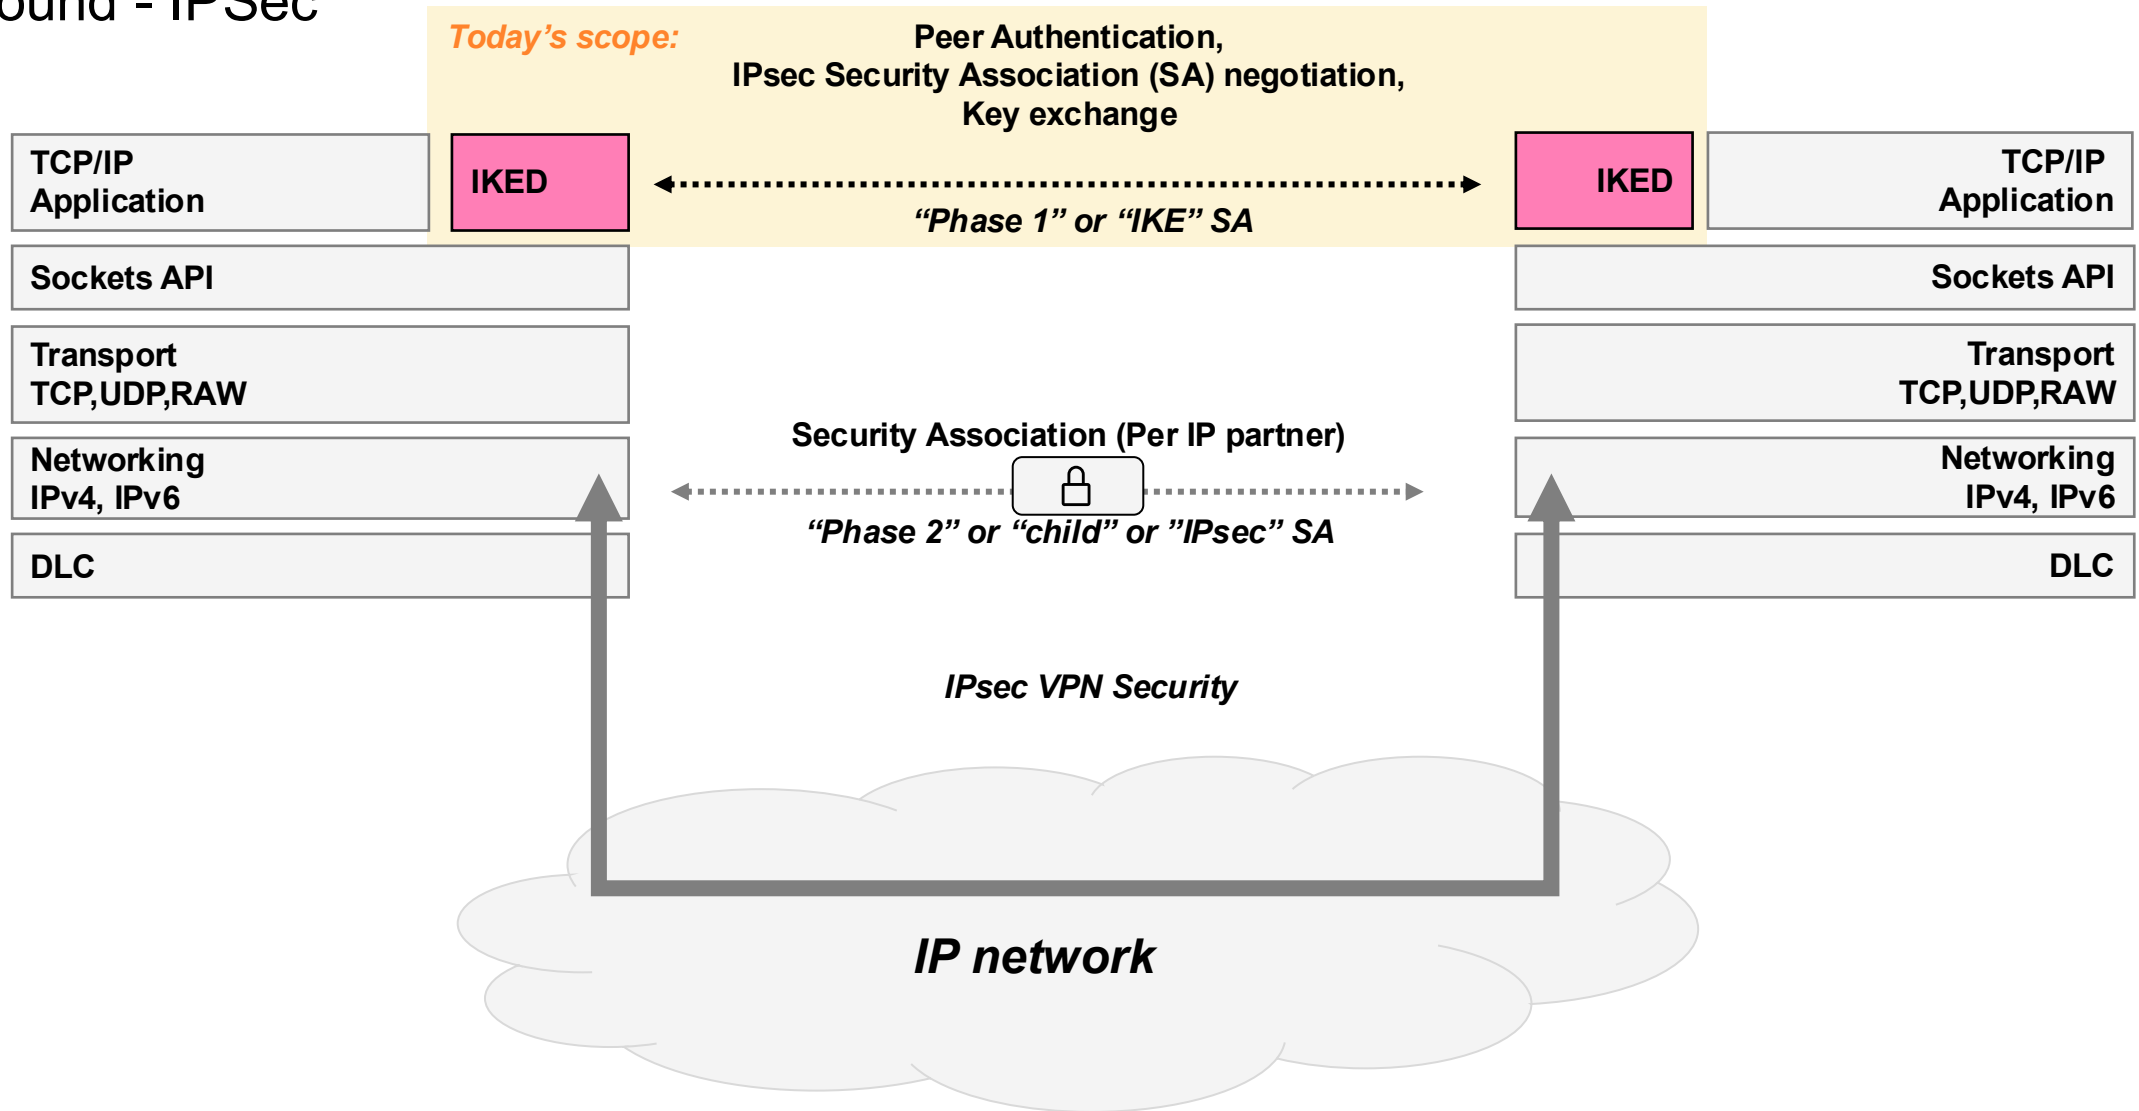 ound - IPSec
Today’s scope:
Peer Authentication,
IPsec Security Association (SA) negotiation,
Key exchange
TCP/IP
Application
IKED
“Phase 1” or “IKE” SA
IKED
TCP/IP
Application
Sockets API
Sockets API
Transport
TCP,UDP,RAW
Transport
TCP,UDP,RAW
Networking
IPv4, IPv6
Security Association (Per IP partner)
“Phase 2” or “child” or ”IPsec” SA
Networking
IPv4, IPv6
DLC
DLC
IPsec VPN Security
IP network